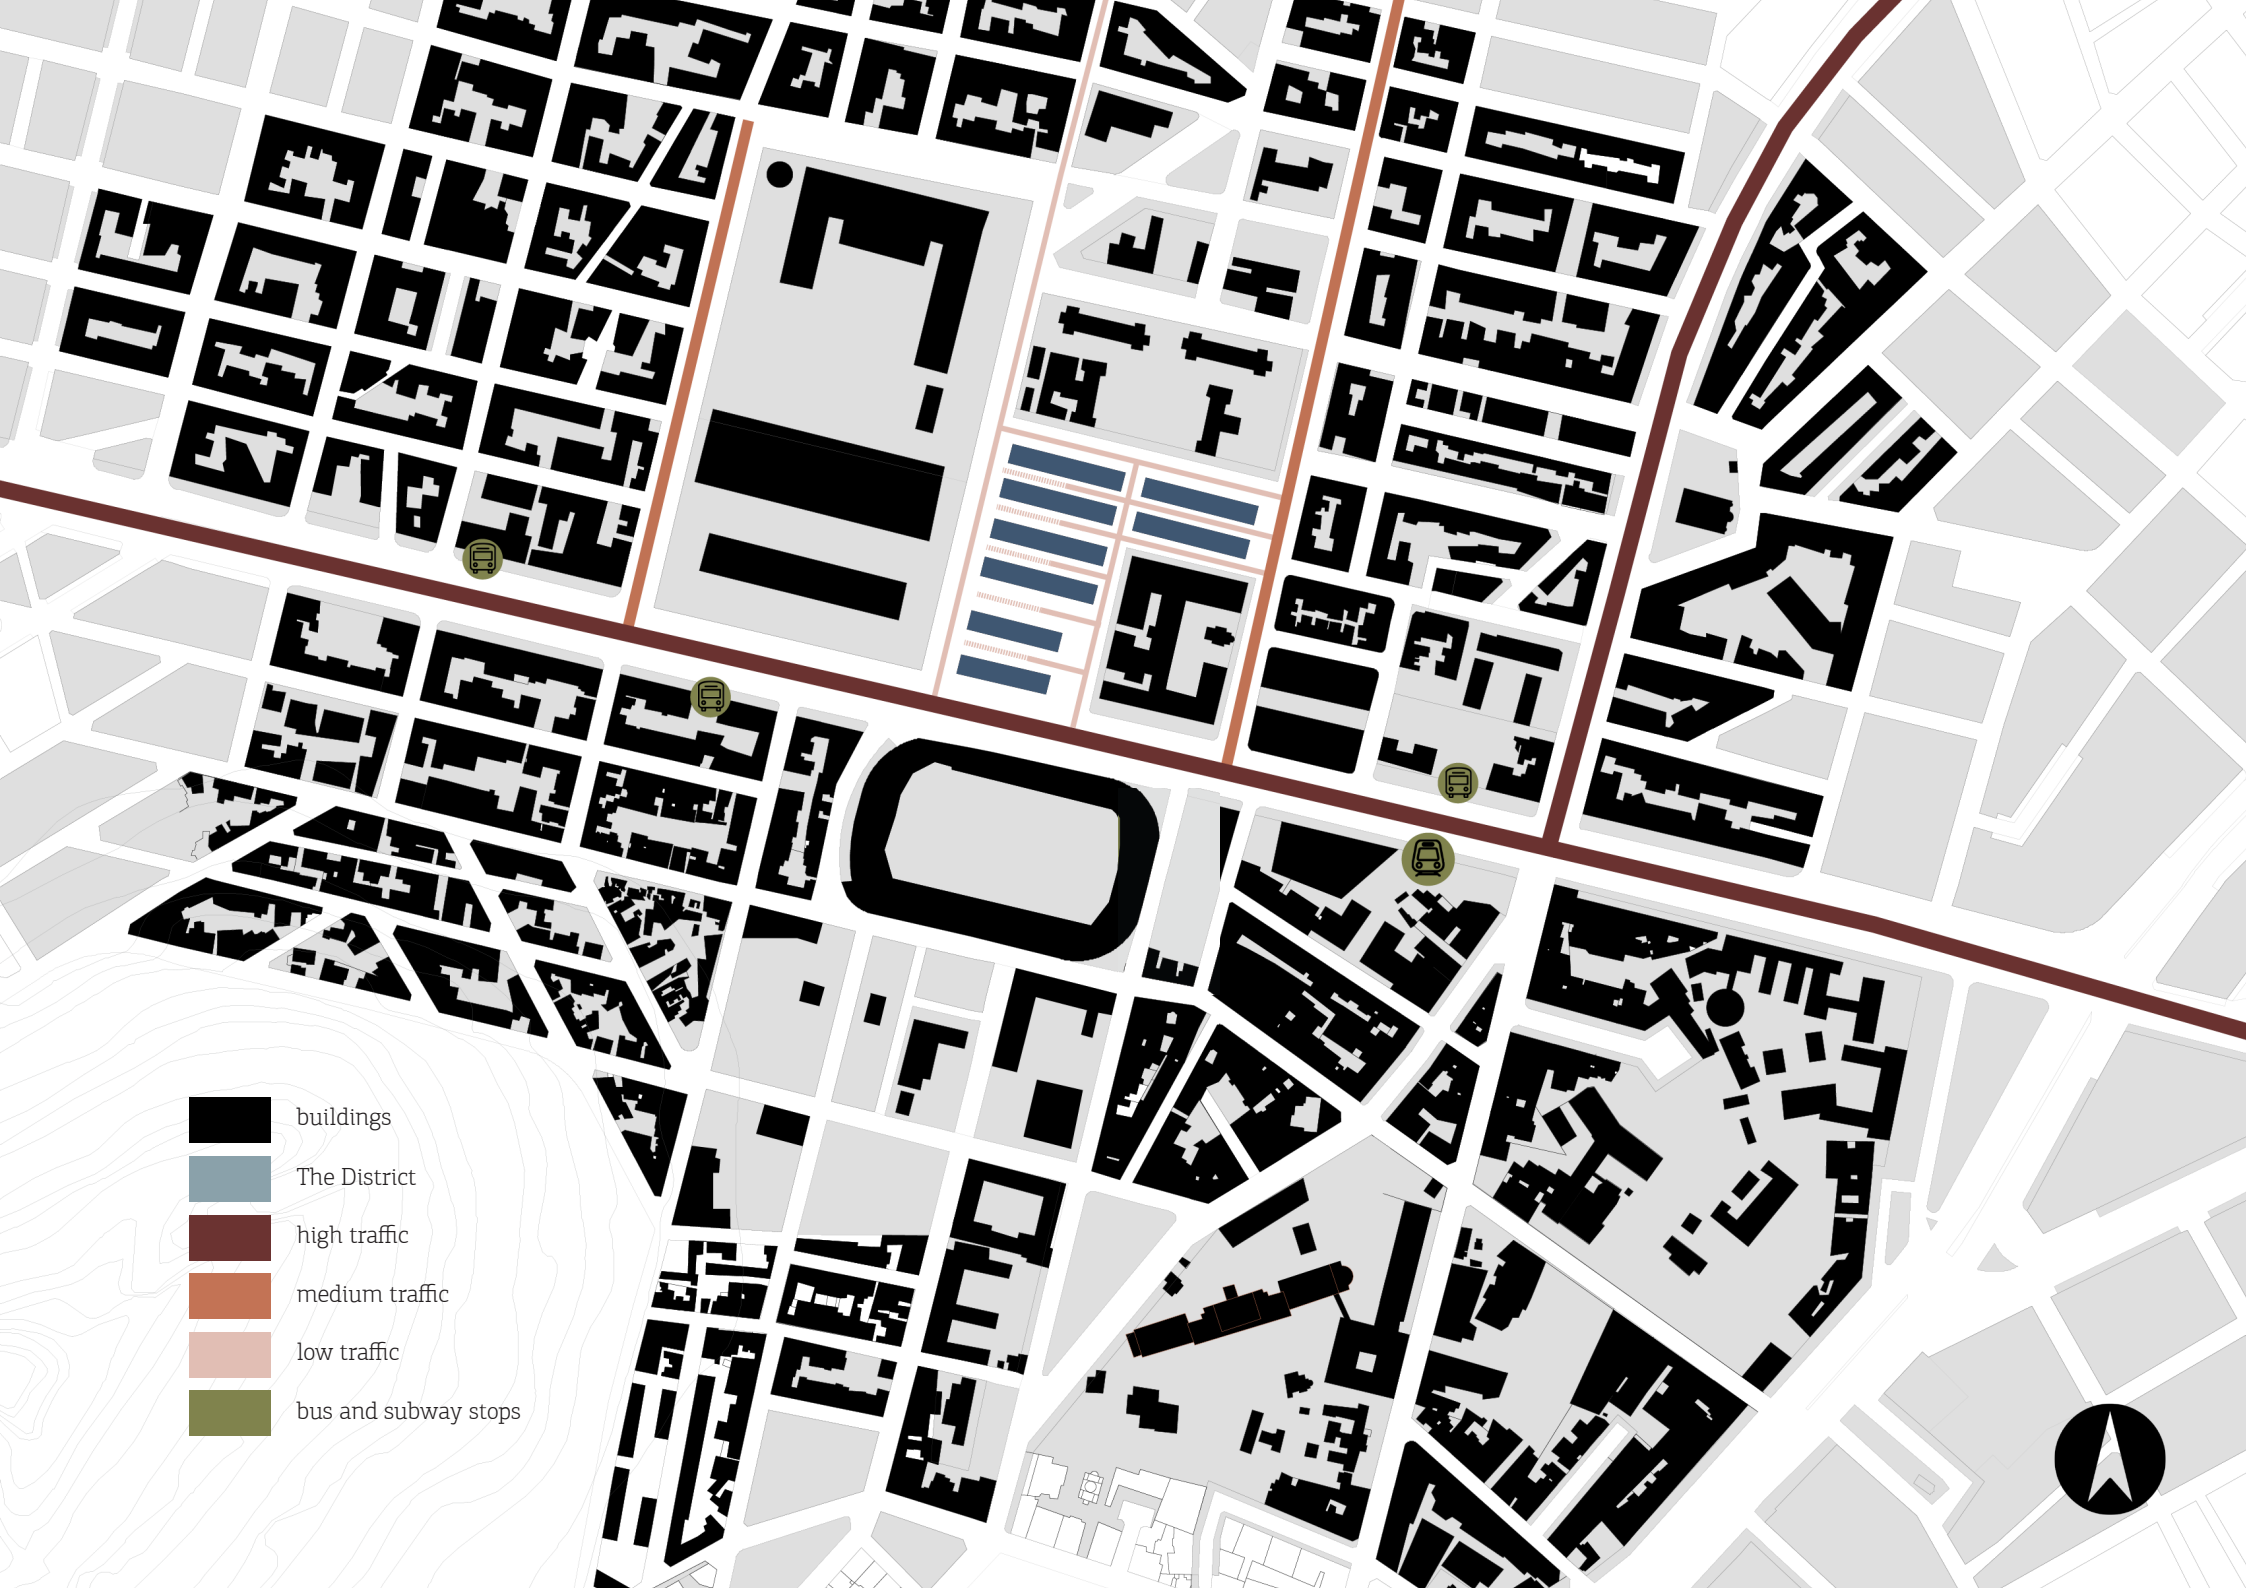 buildings
The District
high traffic
medium traffic
low traffic
bus and subway stops